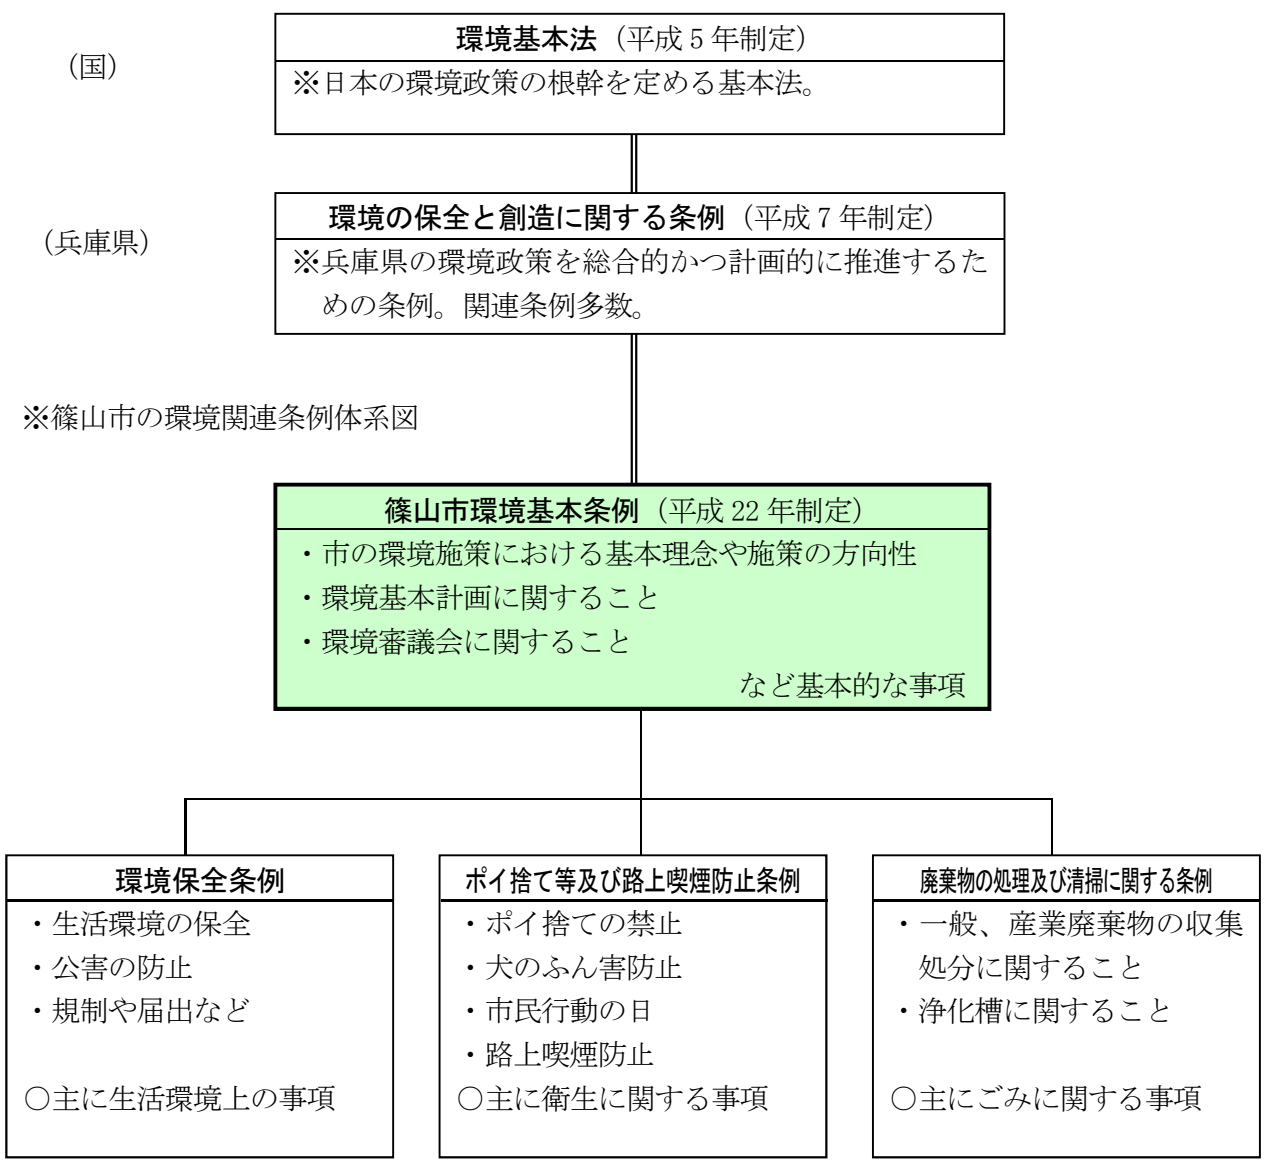 環境基本法（平成５年制定）
（国）
※日本の環境政策の根幹を定める基本法。
環境の保全と創造に関する条例（平成７年制定）
（兵庫県）
※兵庫県の環境政策を総合的かつ計画的に推進するた
めの条例。関連条例多数。
※篠山市の環境関連条例体系図
篠山市環境基本条例（平成 22 年制定）
・市の環境施策における基本理念や施策の方向性
・環境基本計画に関すること
・環境審議会に関すること
など基本的な事項
環境保全条例
・生活環境の保全
・公害の防止
・規制や届出など
○主に生活環境上の事項
ポイ捨て等及び路上喫煙防止条例
・ポイ捨ての禁止
・犬のふん害防止
・市民行動の日
・路上喫煙防止
○主に衛生に関する事項
廃棄物の処理及び清掃に関する条例
・一般、産業廃棄物の収集
処分に関すること
・浄化槽に関すること
○主にごみに関する事項